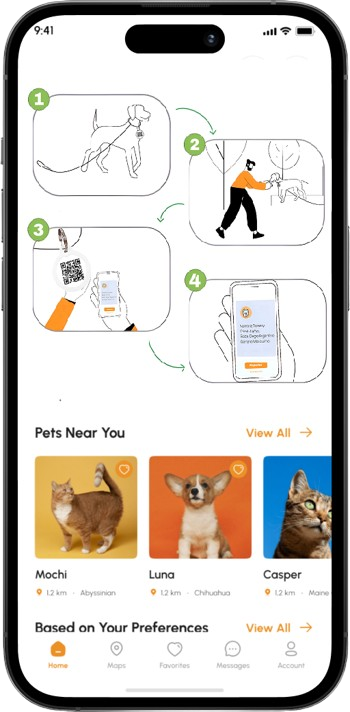 9:41
1
2
3
4
Pets Near You
View All
Mochi
Luna
Casper
1.2 km · Abyssinian
1.2 km · Chihuahua
1.2 km · Maine
Based on Your Preferences
View All
Home
Maps
Favorites
Messages
Account